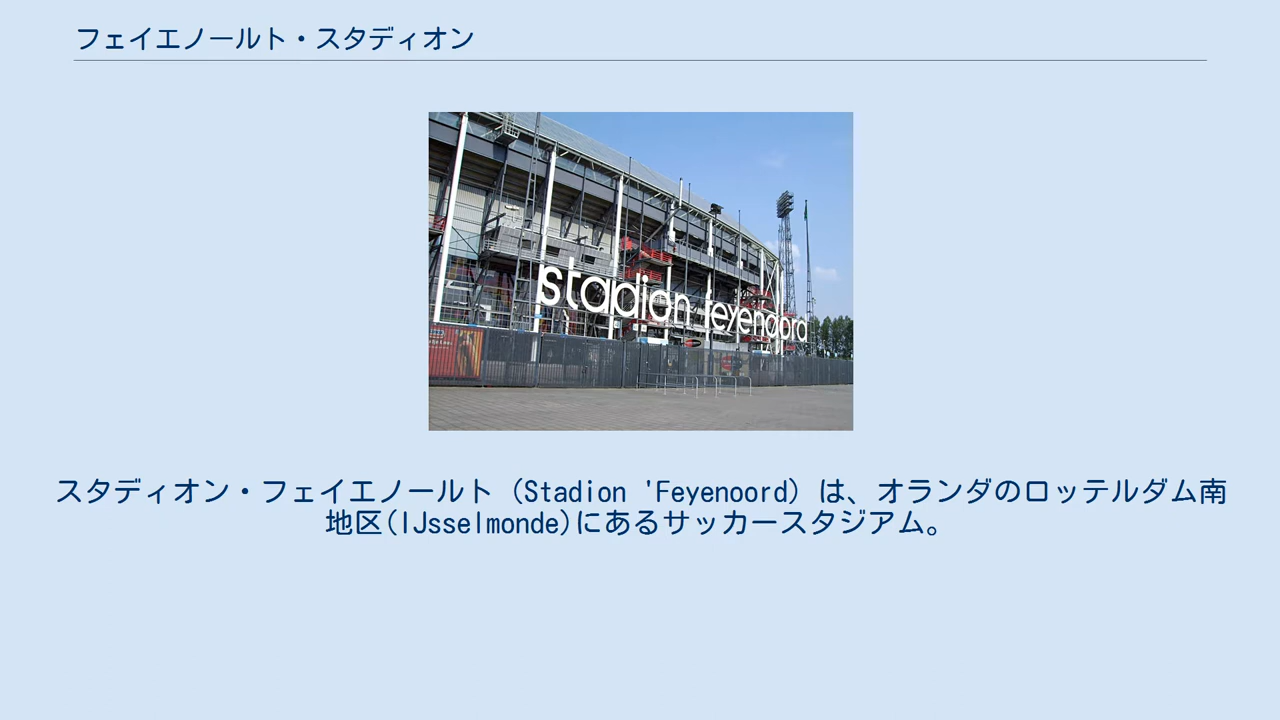 フェイエノールト・スタディオン
stadion feyenoord
スタディオン・フェイエノールト (Stadion 'Feyenoord) は、オランダのロッテルダム南
地区(IJsselmonde)にあるサッカースタジアム。